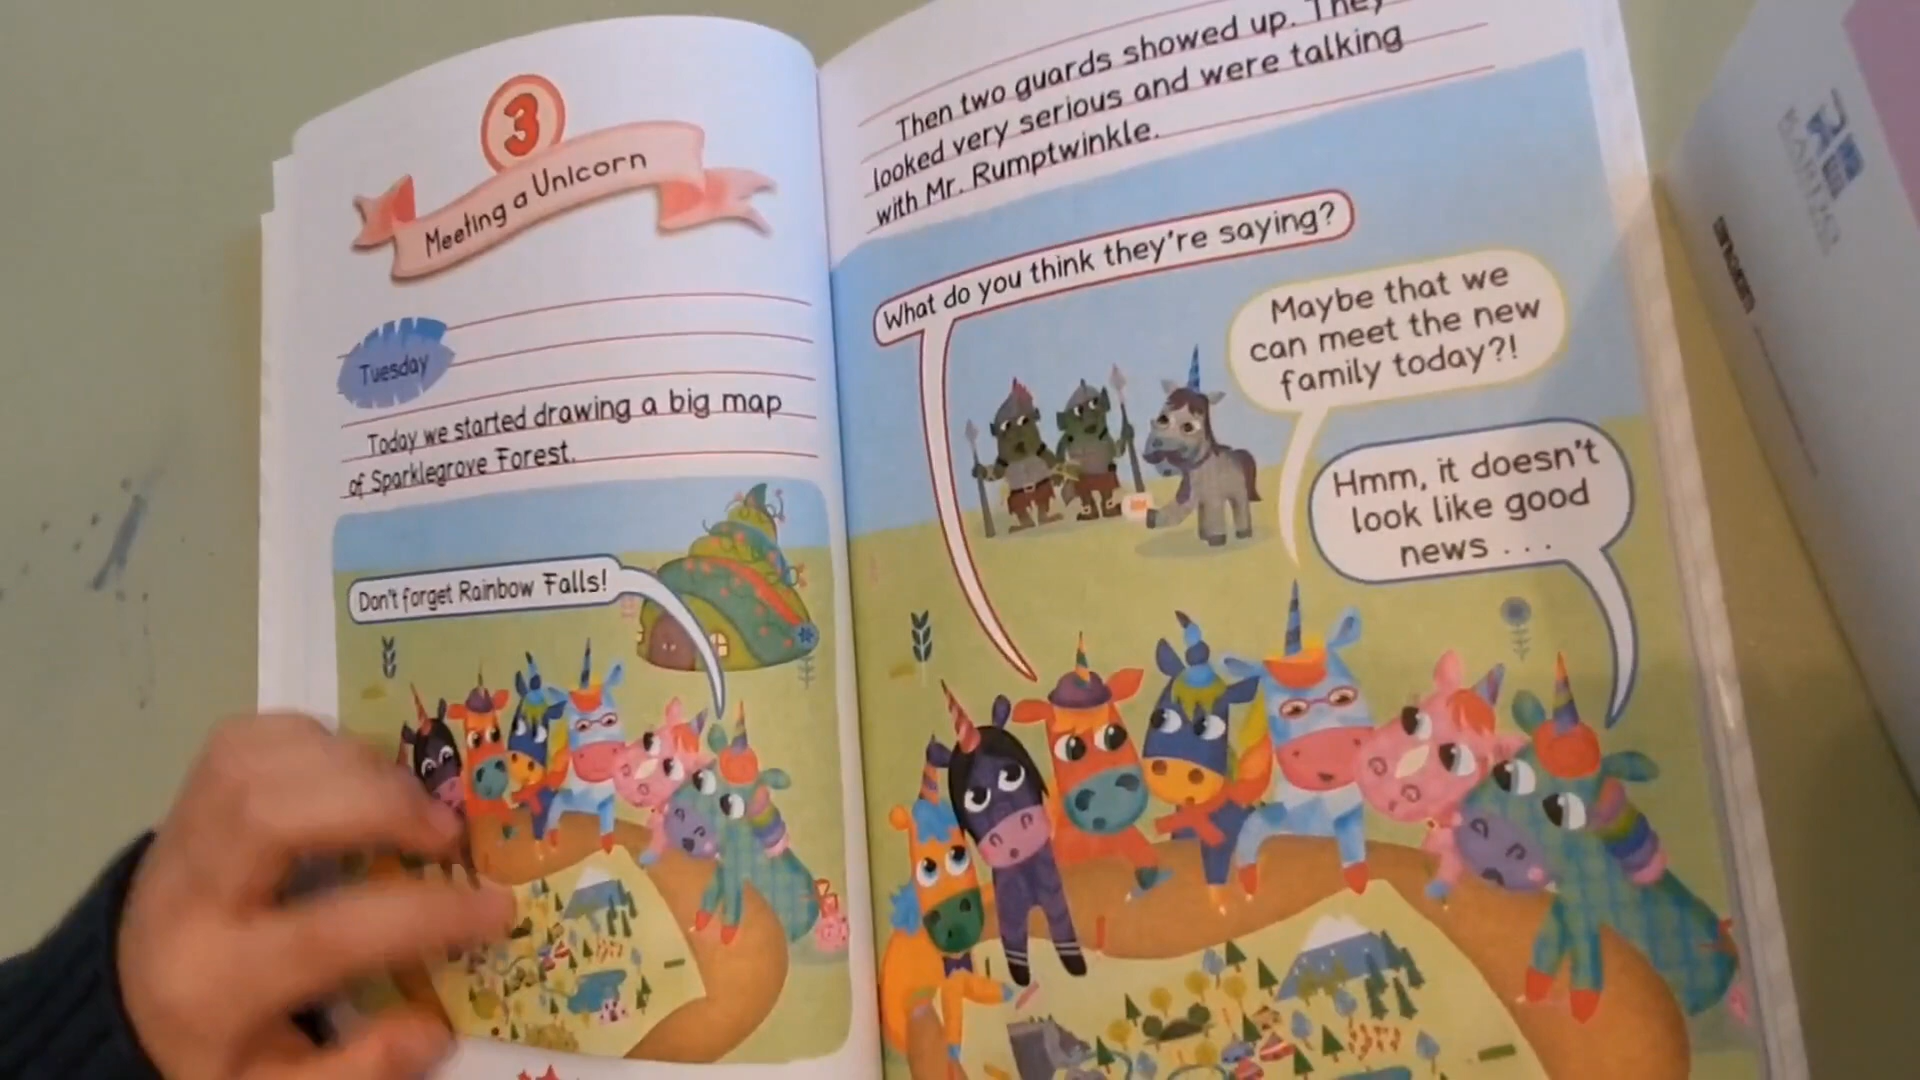 3
Meeting a Unicorn
Tuesday
Today we started drawing a big map
of Sparklegrove Forest.
Don't forget Rainbow Falls!
Then two guards showed up. They
looked very serious and were talking
with Mr. Rumptwinkle.
What do you think they're saying?
Maybe that we
can meet the new
family today?!
Hmm, it doesn't
look like good
news . . .